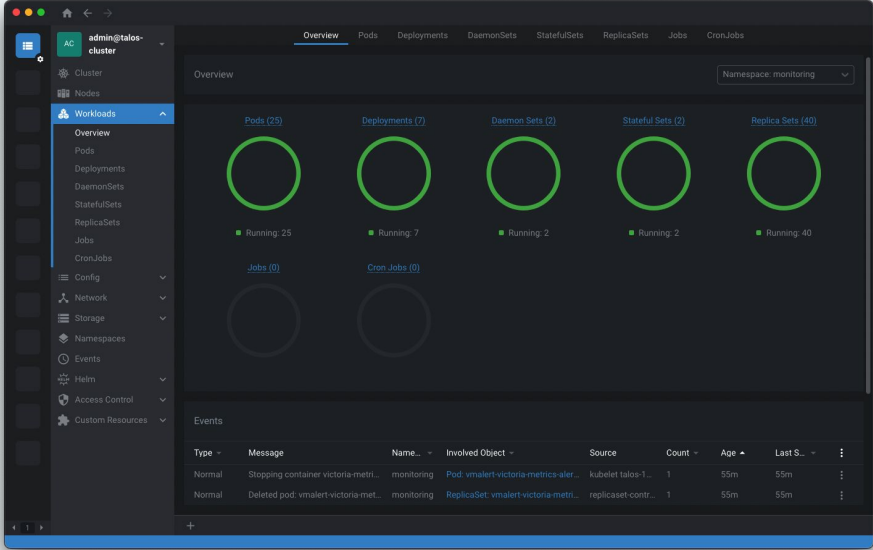 AC
admin@talos-
cluster
Cluster
Nodes
Workloads
Overview
Pods
Deployments
DaemonSets
StatefulSets
ReplicaSets
Jobs
CronJobs
Config
Network
Storage
Namespaces
Events
Helm
Access Control
Custom Resources
1
Overview Pods Deployments DaemonSets StatefulSets ReplicaSets Jobs CronJobs
Overview Namespace: monitoring
Pods (25) Deployments (7) Daemon Sets (2) Stateful Sets (2) Replica Sets (40)
Running: 25 Running: 7 Running: 2 Running: 2 Running: 40
Jobs (0) Cron Jobs (0)
Events
Type Message Name... Involved Object Source Count Age Last S...
Normal Stopping container victoria-metri... monitoring Pod: vmalert-victoria-metrics-aler... kubelet talos-1... 1 55m 55m
Normal Deleted pod: vmalert-victoria-met... monitoring ReplicaSet: vmalert-victoria-metri... replicaset-contr... 1 55m 55m